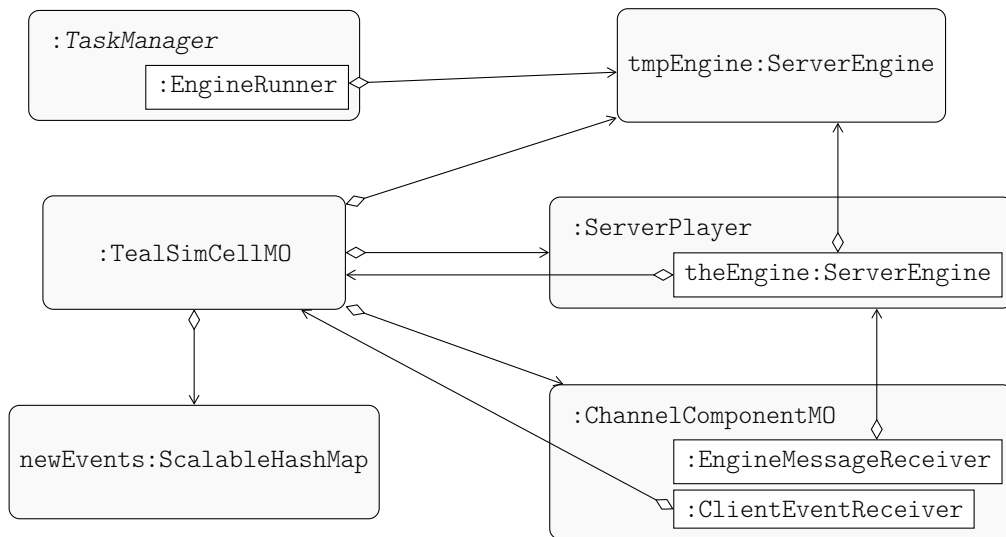 :TaskManager
:EngineRunner
tmpEngine:ServerEngine
:TealSimCellMO
:ServerPlayer
theEngine:ServerEngine
newEvents:ScalableHashMap
:ChannelComponentMO
:EngineMessageReceiver
:ClientEventReceiver